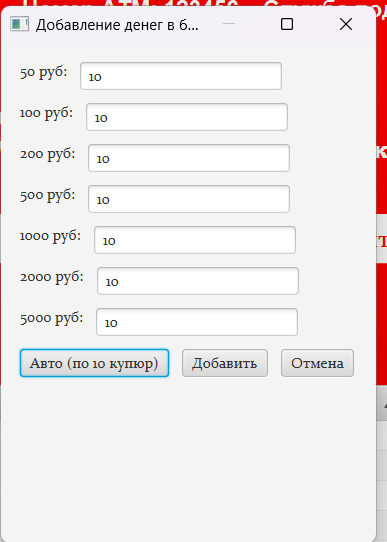 Добавление денег в б...
50 руб: 10
100 руб: 10
200 руб: 10
500 руб: 10
1000 руб: 10
2000 руб: 10
5000 руб: 10
Авто (по 10 купюр) Добавить Отмена